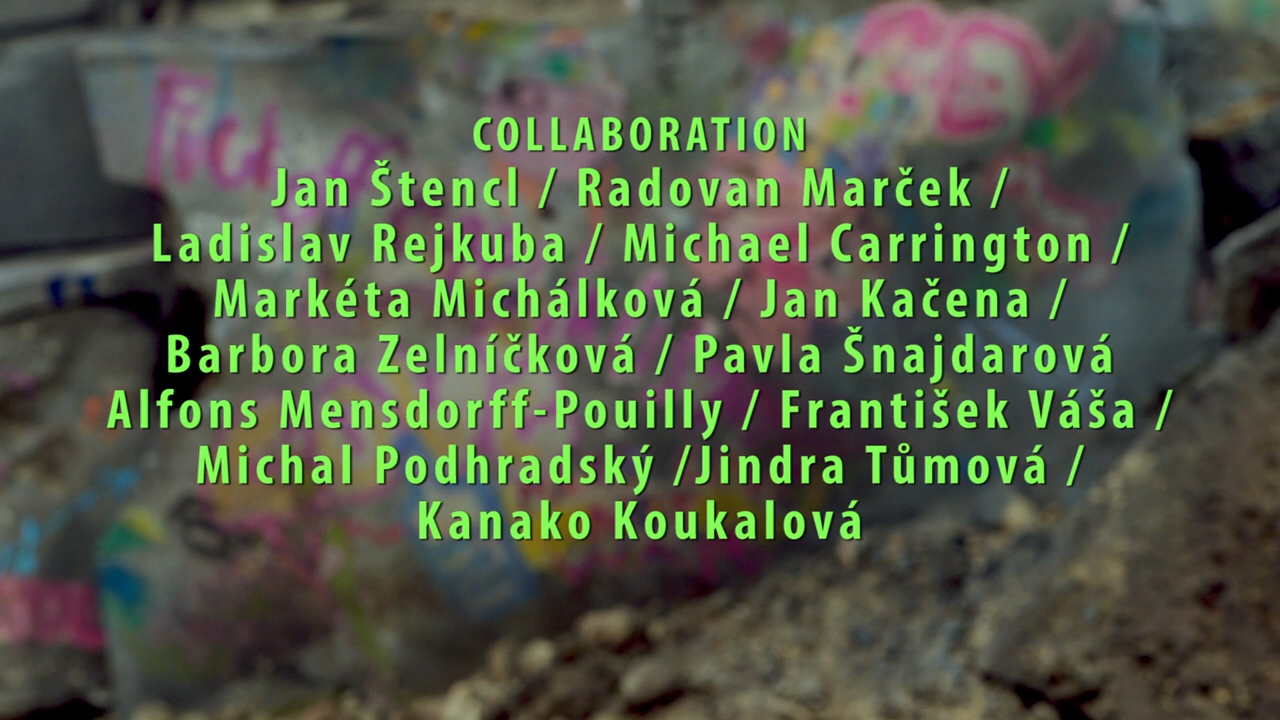 COLLABORATION
Jan Štencl / Radovan Marček /
Ladislav Rejkuba / Michael Carrington /
Markéta Michálková / Jan Kačena /
Barbora Zelníčková / Pavla Šnajdarová
Alfons Mensdorff-Pouilly / František Váša /
Michal Podhradský /Jindra Tůmová /
Kanako Koukalová